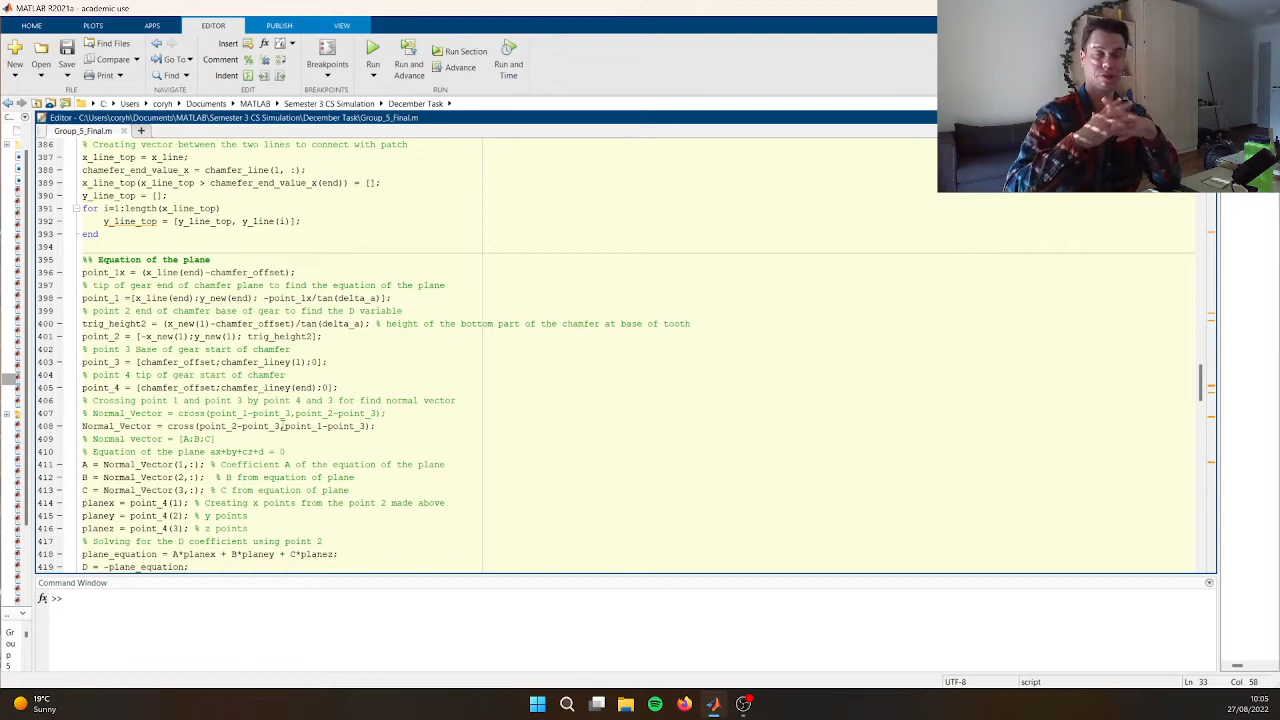 MATLAB R2021a - academic use
HOME PLOTS APPS EDITOR PUBLISH VIEW
New Open Save Find Files Compare Print
Go To Find
Insert Comment Indent
Breakpoints
Run Run and Advance Run Section Advance Run and Time
FILE NAVIGATE EDIT BREAKPOINTS RUN
C: Users coryh Documents MATLAB Semester 3 CS Simulation December Task
Editor - C:\Users\coryh\Documents\MATLAB\Semester 3 CS Simulation\December Task\Group_5_Final.m
Group_5_Final.m
386 % Creating vector between the two lines to connect with patch
387 x_line_top = x_line;
388 chamefer_end_value_x = chamfer_line(1, :);
389 x_line_top(x_line_top > chamefer_end_value_x(end)) = [];
390 y_line_top = [];
391 for i=1:length(x_line_top)
392 y_line_top = [y_line_top, y_line(i)];
393 end
394
395 %% Equation of the plane
396 point_1x = (x_line(end)-chamfer_offset);
397 % tip of gear end of chamfer plane to find the equation of the plane
398 point_1 =[x_line(end);y_new(end); -point_1x/tan(delta_a)];
399 % point 2 end of chamfer base of gear to find the D variable
400 trig_height2 = (x_new(1)-chamfer_offset)/tan(delta_a); % height of the bottom part of the chamfer at base of tooth
401 point_2 = [-x_new(1);y_new(1); trig_height2];
402 % point 3 Base of gear start of chamfer
403 point_3 = [chamfer_offset;chamfer_liney(1);0];
404 % point 4 tip of gear start of chamfer
405 point_4 = [chamfer_offset;chamfer_liney(end);0];
406 % Crossing point 1 and point 3 by point 4 and 3 for find normal vector
407 % Normal_Vector = cross(point_1-point_3,point_2-point_3);
408 Normal_Vector = cross(point_2-point_3,point_1-point_3);
409 % Normal vector = [A;B;C]
410 % Equation of the plane ax+by+cz+d = 0
411 A = Normal_Vector(1,:); % Coefficient A of the equation of the plane
412 B = Normal_Vector(2,:); % B from equation of plane
413 C = Normal_Vector(3,:); % C from equation of plane
414 planex = point_4(1); % Creating x points from the point 2 made above
415 planey = point_4(2); % y points
416 planez = point_4(3); % z points
417 % Solving for the D coefficient using point 2
418 plane_equation = A*planex + B*planey + C*planez;
419 D = -plane_equation;
Command Window
fx >>
Gr
ou
p
5
UTF-8 script Ln 33 Col 58
19°C
Sunny
10:05
27/08/2022